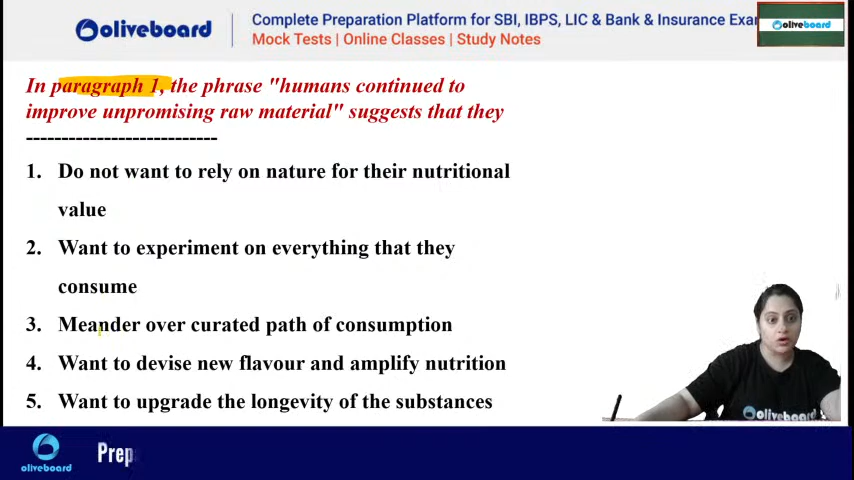 oliveboard
Complete Preparation Platform for SBI, IBPS, LIC & Bank & Insurance Exa
Mock Tests | Online Classes | Study Notes
oliveboard
In paragraph 1, the phrase "humans continued to
improve unpromising raw material" suggests that they
---------------------------
1. Do not want to rely on nature for their nutritional
value
2. Want to experiment on everything that they
consume
3. Meander over curated path of consumption
4. Want to devise new flavour and amplify nutrition
5. Want to upgrade the longevity of the substances
oliveboard
oliveboard
Prep